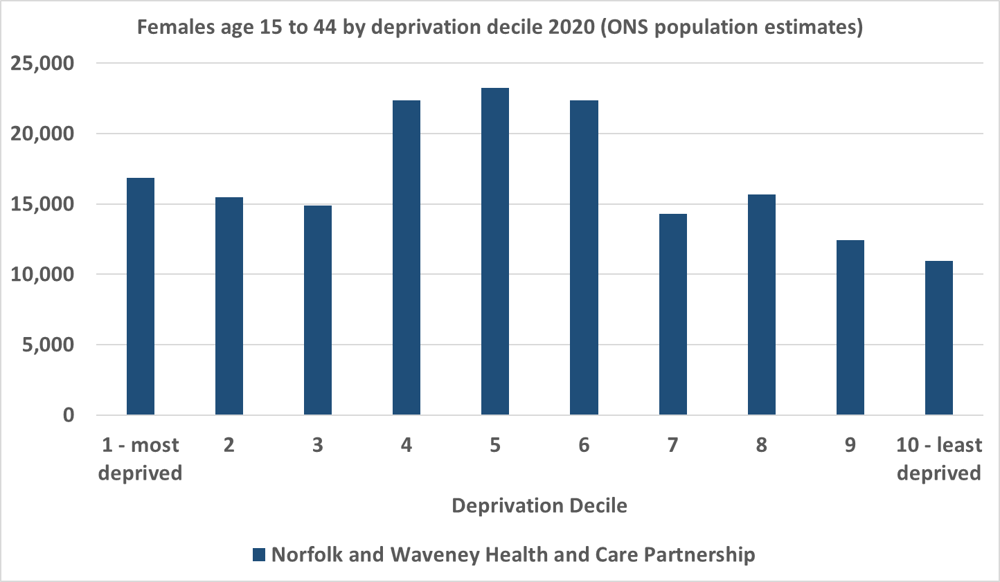 Females age 15 to 44 by deprivation decile 2020 (ONS population estimates)
25,000
20,000
15,000
10,000
5,000
0
1 - most deprived
2
3
4
5
6
7
8
9
10 - least deprived
Deprivation Decile
Norfolk and Waveney Health and Care Partnership